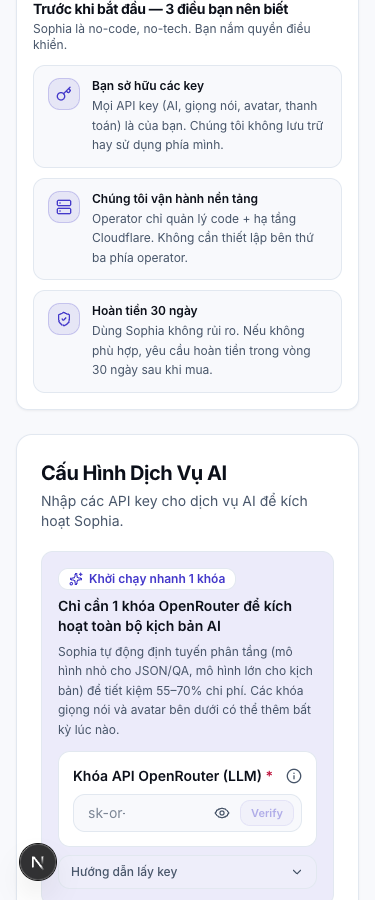 Trước khi bắt đầu — 3 điều bạn nên biết
Sophia là no-code, no-tech. Bạn nắm quyền điều
khiển.
Bạn sở hữu các key
Mọi API key (AI, giọng nói, avatar, thanh
toán) là của bạn. Chúng tôi không lưu trữ
hay sử dụng phía mình.
Chúng tôi vận hành nền tảng
Operator chỉ quản lý code + hạ tầng
Cloudflare. Không cần thiết lập bên thứ
ba phía operator.
Hoàn tiền 30 ngày
Dùng Sophia không rủi ro. Nếu không
phù hợp, yêu cầu hoàn tiền trong vòng
30 ngày sau khi mua.
Cấu Hình Dịch Vụ AI
Nhập các API key cho dịch vụ AI để kích
hoạt Sophia.
Khởi chạy nhanh 1 khóa
Chỉ cần 1 khóa OpenRouter để kích
hoạt toàn bộ kịch bản AI
Sophia tự động định tuyến phân tầng (mô
hình nhỏ cho JSON/QA, mô hình lớn cho kịch
bản) để tiết kiệm 55–70% chi phí. Các khóa
giọng nói và avatar bên dưới có thể thêm bất
kỳ lúc nào.
Khóa API OpenRouter (LLM) *
sk-or-
Verify
N
Hướng dẫn lấy key